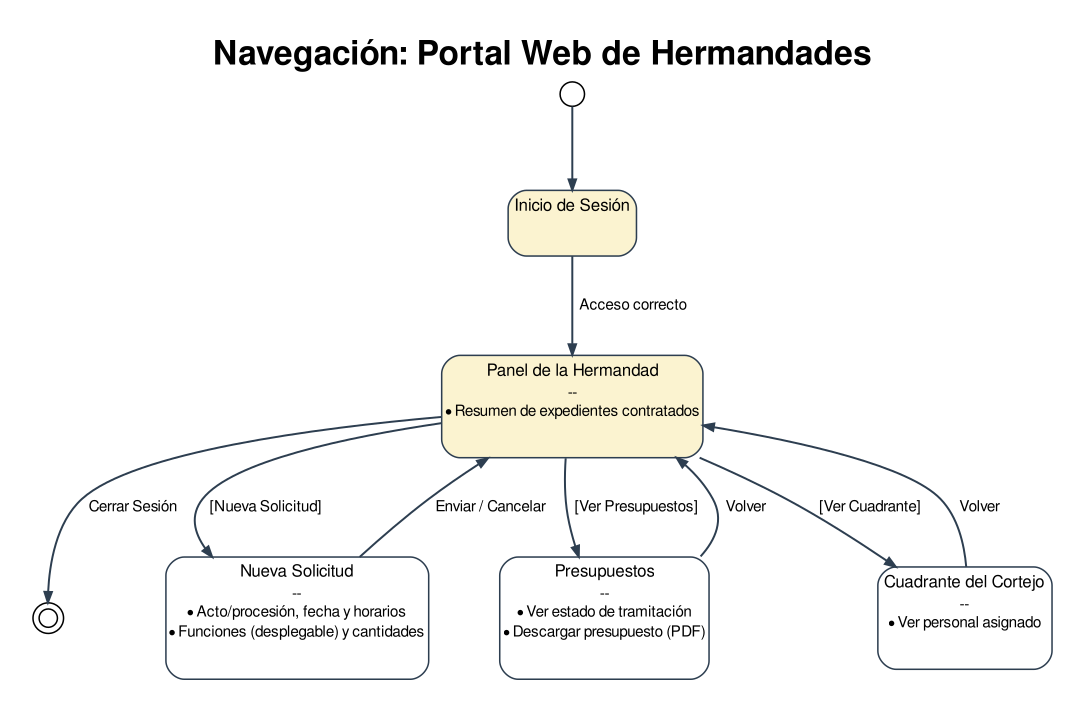 Navegación: Portal Web de Hermandades
Inicio de Sesión
Acceso correcto
Panel de la Hermandad
--
• Resumen de expedientes contratados
Cerrar Sesión
[Nueva Solicitud]
Enviar / Cancelar
[Ver Presupuestos]
Volver
[Ver Cuadrante]
Volver
Nueva Solicitud
--
• Acto/procesión, fecha y horarios
• Funciones (desplegable) y cantidades
Presupuestos
--
• Ver estado de tramitación
• Descargar presupuesto (PDF)
Cuadrante del Cortejo
--
• Ver personal asignado